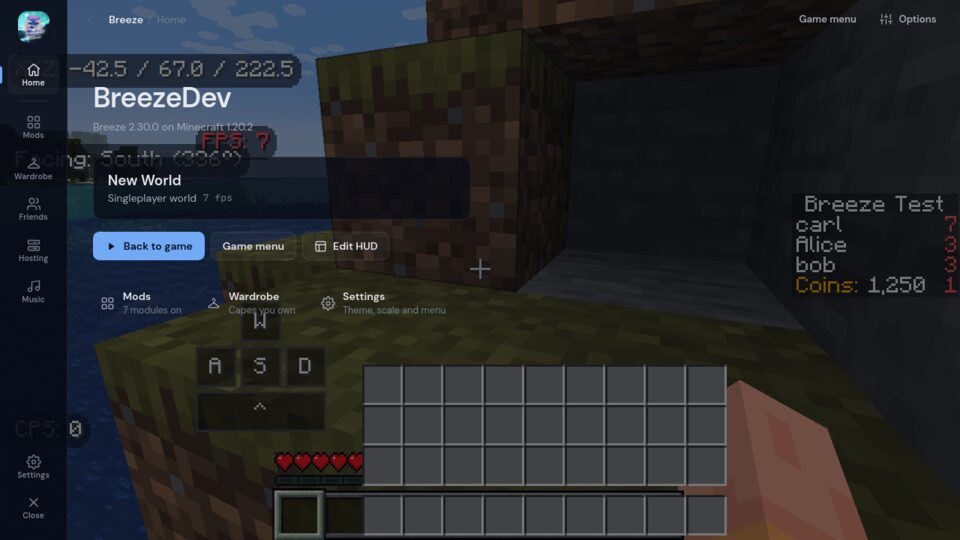 Breeze / Home
Game menu
Options
-42.5 / 67.0 / 222.5
Home
BreezeDev
Breeze 2.30.0 on Minecraft 1.20.2
Mods
FPS: 7
Facing: South
Wardrobe
New World
Singleplayer world 7 fps
Friends
Breeze Test
carl 7
Alice 3
bob 3
Coins: 1,250 1
Back to game
Game menu
Edit HUD
Hosting
Music
Mods
7 modules on
Wardrobe
Capes you own
Settings
Theme, scale and menu
W
A S D
CPS: 0
Settings
Close